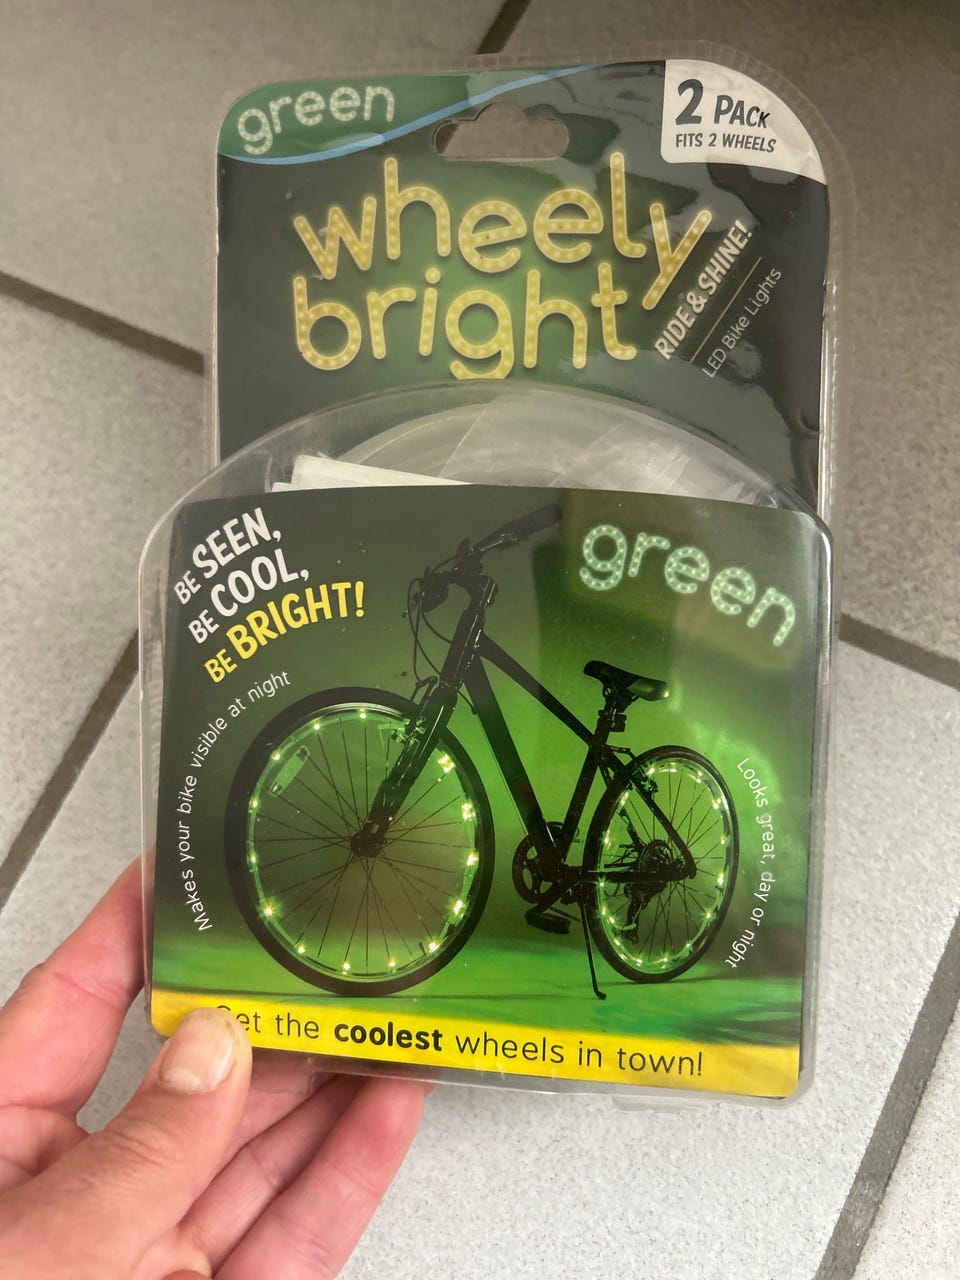 green
2 PACK
FITS 2 WHEELS
wheely
bright
RIDE & SHINE!
LED Bike Lights
BE SEEN,
BE COOL,
BE BRIGHT!
green
Makes your bike visible at night
Looks great, day or night
Get the coolest wheels in town!